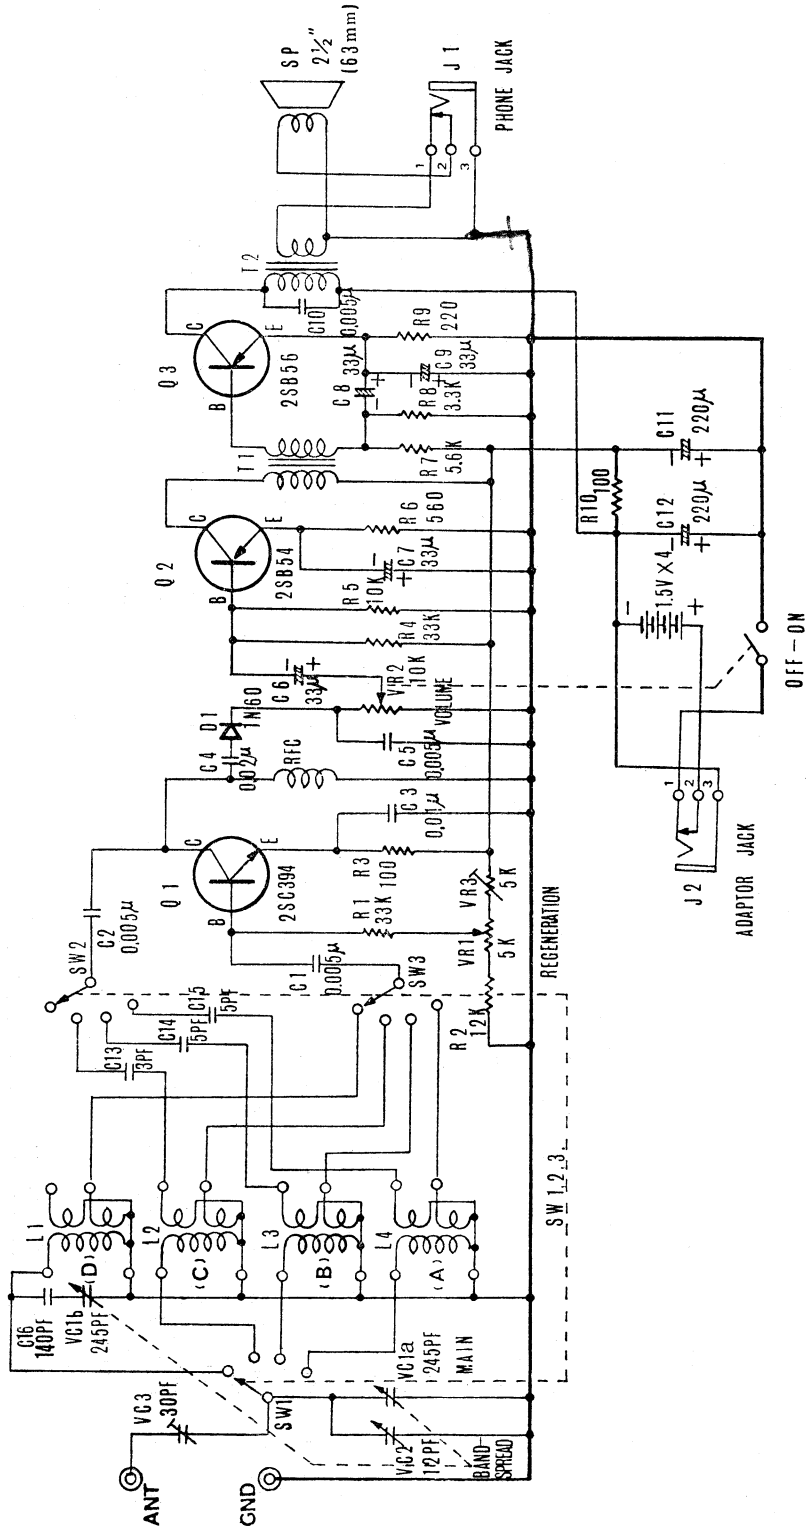 ANT
GND
VC3
30PF
SW1
VC2
12PF
BAND-
SPREAD
VC1a
245PF
MAIN
C16
140PF
VC1b
245PF
L1
(D)
L2
(C)
L3
(B)
L4
(A)
SW 1.2.3.
C13
3PF
C14
5PF
C15
5PF
SW2
C2
0.005μ
C1
0.005μ
SW3
R2
12K
VR1
5K
VR3
5K
REGENERATION
Q1
B
C
E
2SC394
R1
33K
R3
100
C3
0.01μ
C4
0.02μ
D1
1N60
RFC
C5
0.005μ
VR2
10K
VOLUME
C6
33μ
-
+
R4
33K
R5
10K
Q2
B
C
E
2SB54
C7
33μ
-
+
R6
560
T1
R7
5.6K
R8
3.3K
C8
33μ
-
+
C9
33μ
-
+
R9
220
Q3
B
C
E
2SB56
C10
0.005μ
T2
SP
2½"
(63mm)
J1
PHONE JACK
1
2
3
R10
100
C11
220μ
-
+
C12
220μ
-
+
1.5V×4
-
+
OFF-ON
J2
ADAPTOR JACK
1
2
3